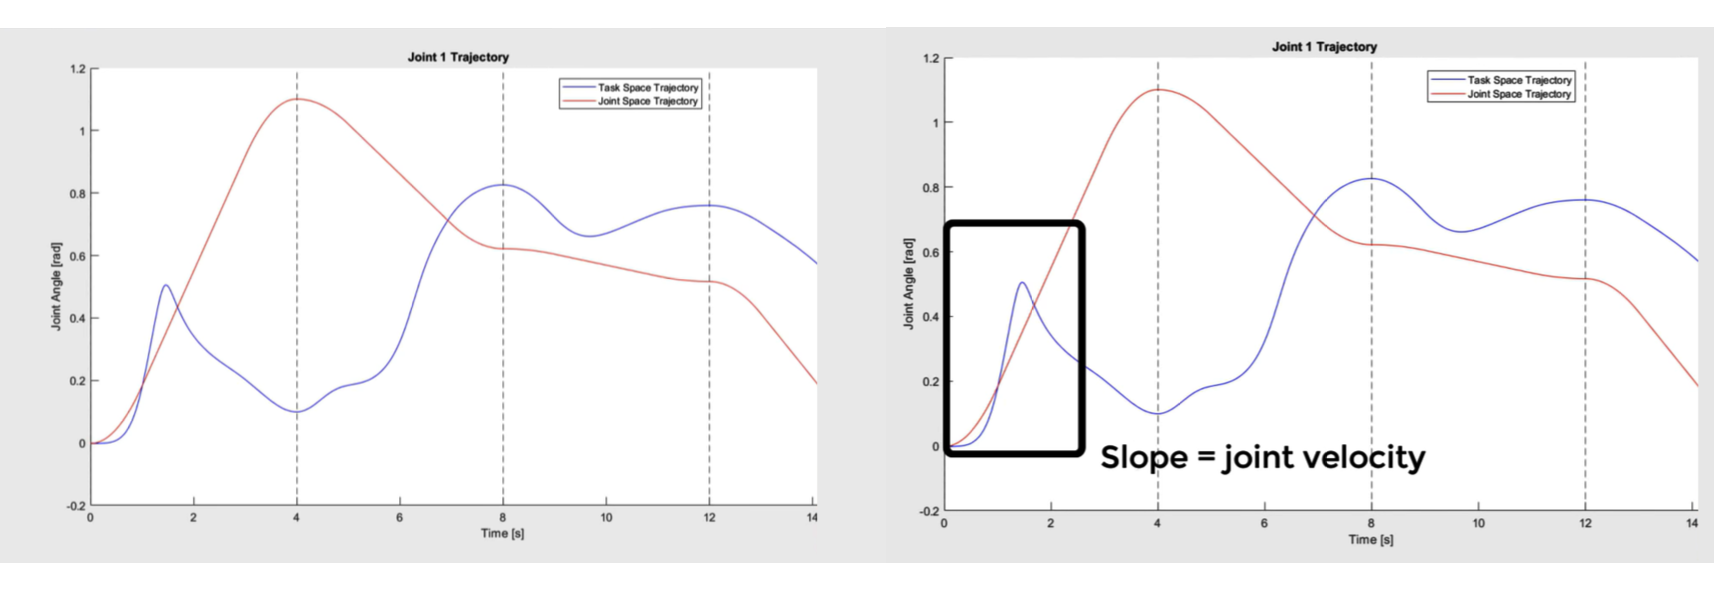 Joint 1 Trajectory
1.2
1
0.8
0.6
0.4
0.2
0
-0.2
Joint Angle [rad]
Task Space Trajectory
Joint Space Trajectory
0 2 4 6 8 10 12 14
Time [s]
Joint 1 Trajectory
1.2
1
0.8
0.6
0.4
0.2
0
-0.2
Joint Angle [rad]
Task Space Trajectory
Joint Space Trajectory
Slope = joint velocity
0 2 4 6 8 10 12 14
Time [s]